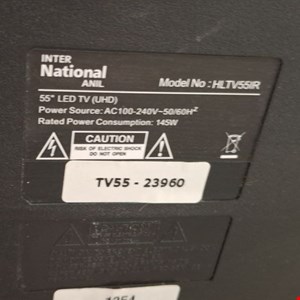 INTER
National
ANIL
Model No.:HLTV55IR
55" LED TV (UHD)
Power Source: AC100-240V~50/60HZ
Rated Power Consumption: 145W
CAUTION
RISK OF ELECTRIC SHOCK
DO NOT OPEN
TV55 - 23960